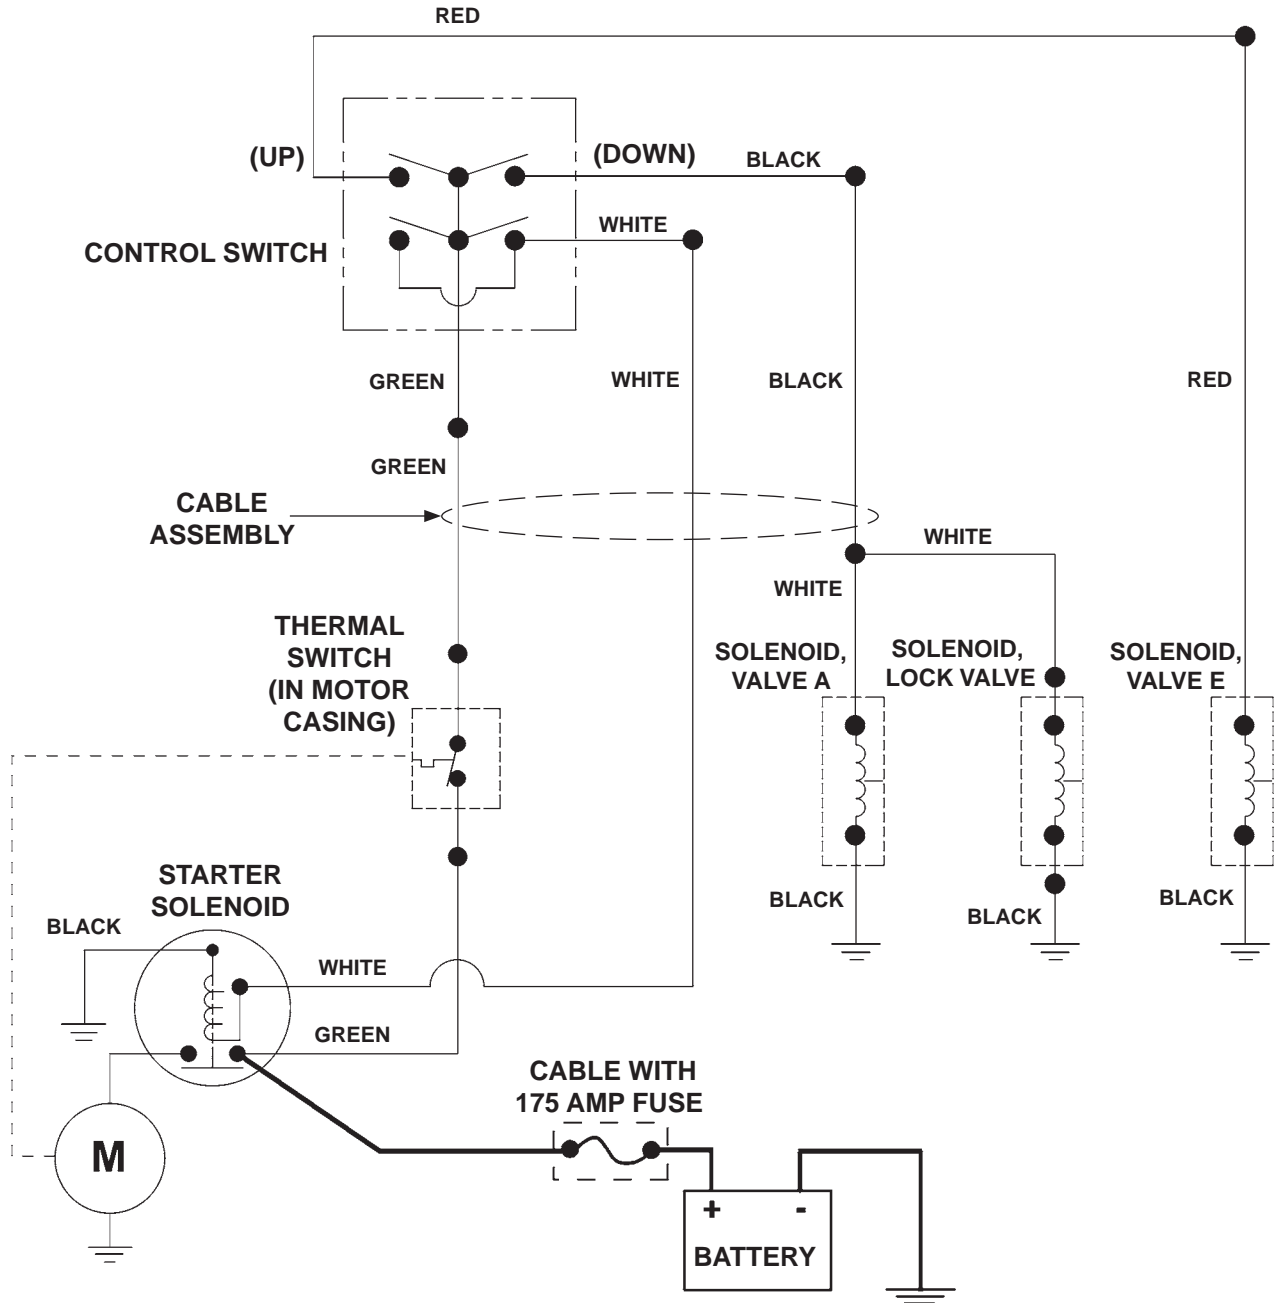 RED
(UP)
(DOWN)
BLACK
WHITE
CONTROL SWITCH
GREEN
WHITE
BLACK
RED
GREEN
CABLE
ASSEMBLY
WHITE
WHITE
THERMAL
SWITCH
(IN MOTOR
CASING)
SOLENOID,
VALVE A
SOLENOID,
LOCK VALVE
SOLENOID,
VALVE E
STARTER
SOLENOID
BLACK
BLACK
BLACK
BLACK
WHITE
GREEN
CABLE WITH
175 AMP FUSE
M
+ -
BATTERY